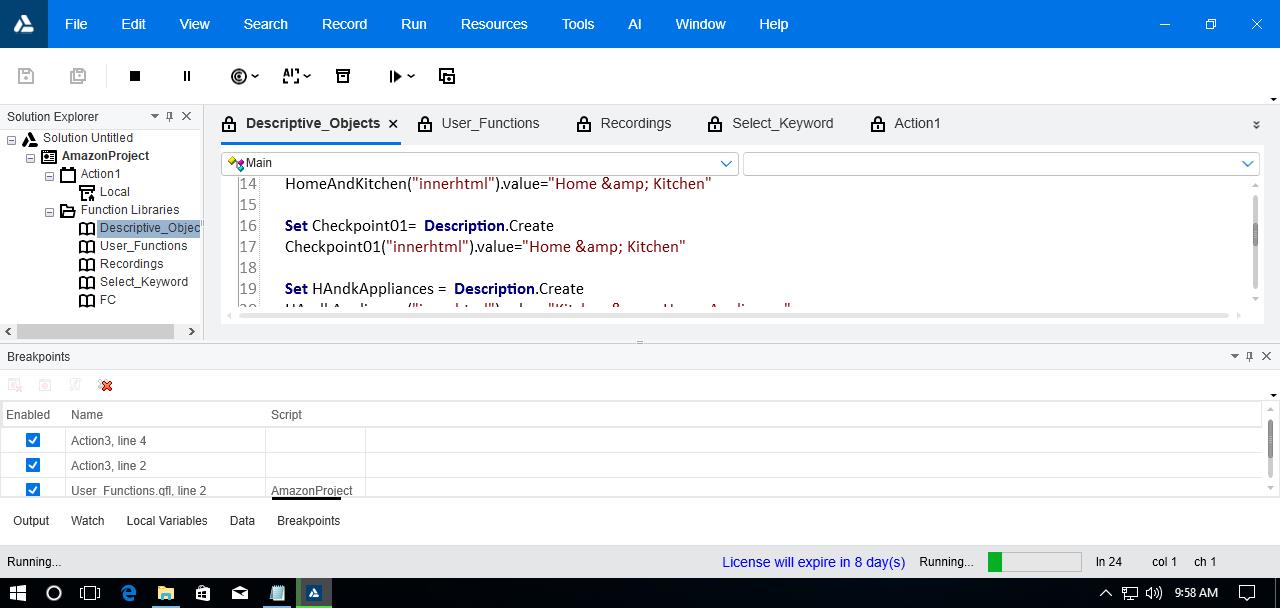 File Edit View Search Record Run Resources Tools AI Window Help
Solution Explorer
Solution Untitled
AmazonProject
Action1
Local
Function Libraries
Descriptive_Objec
User_Functions
Recordings
Select_Keyword
FC
Descriptive_Objects User_Functions Recordings Select_Keyword Action1
Main
14 HomeAndKitchen("innerhtml").value="Home &amp; Kitchen"
15
16 Set Checkpoint01= Description.Create
17 Checkpoint01("innerhtml").value="Home &amp; Kitchen"
18
19 Set HAndkAppliances = Description.Create
Breakpoints
Enabled Name Script
Action3, line 4
Action3, line 2
User_Functions.qfl, line 2 AmazonProject
Output Watch Local Variables Data Breakpoints
Running... License will expire in 8 day(s) Running... ln 24 col 1 ch 1
9:58 AM